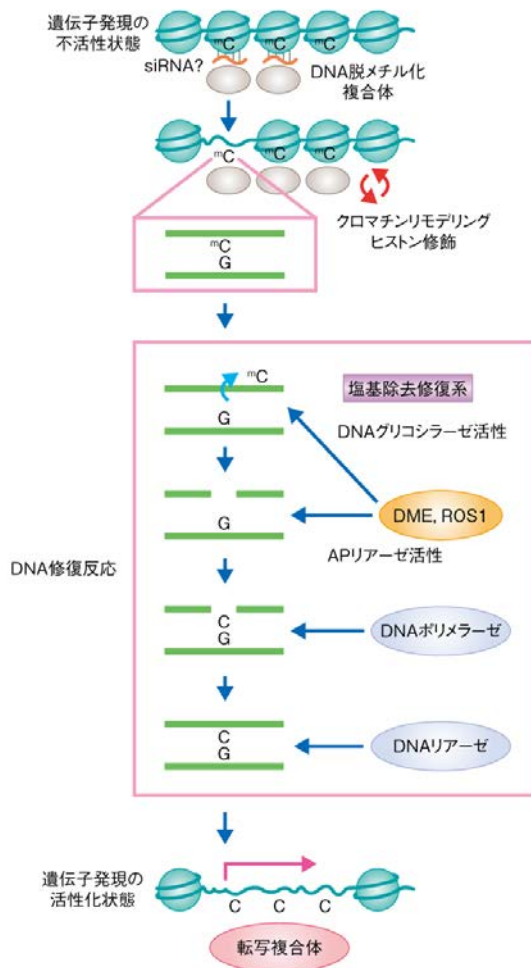 遺伝子発現の
不活性状態
mC
mC
mC
siRNA?
DNA脱メチル化
複合体
mC
mC
mC
クロマチンリモデリング
ヒストン修飾
mC
G
mC
塩基除去修復系
G
DNAグリコシラーゼ活性
DME, ROS1
G
APリアーゼ活性
DNA修復反応
C
G
DNAポリメラーゼ
C
G
DNAリアーゼ
遺伝子発現の
活性化状態
C C C
転写複合体